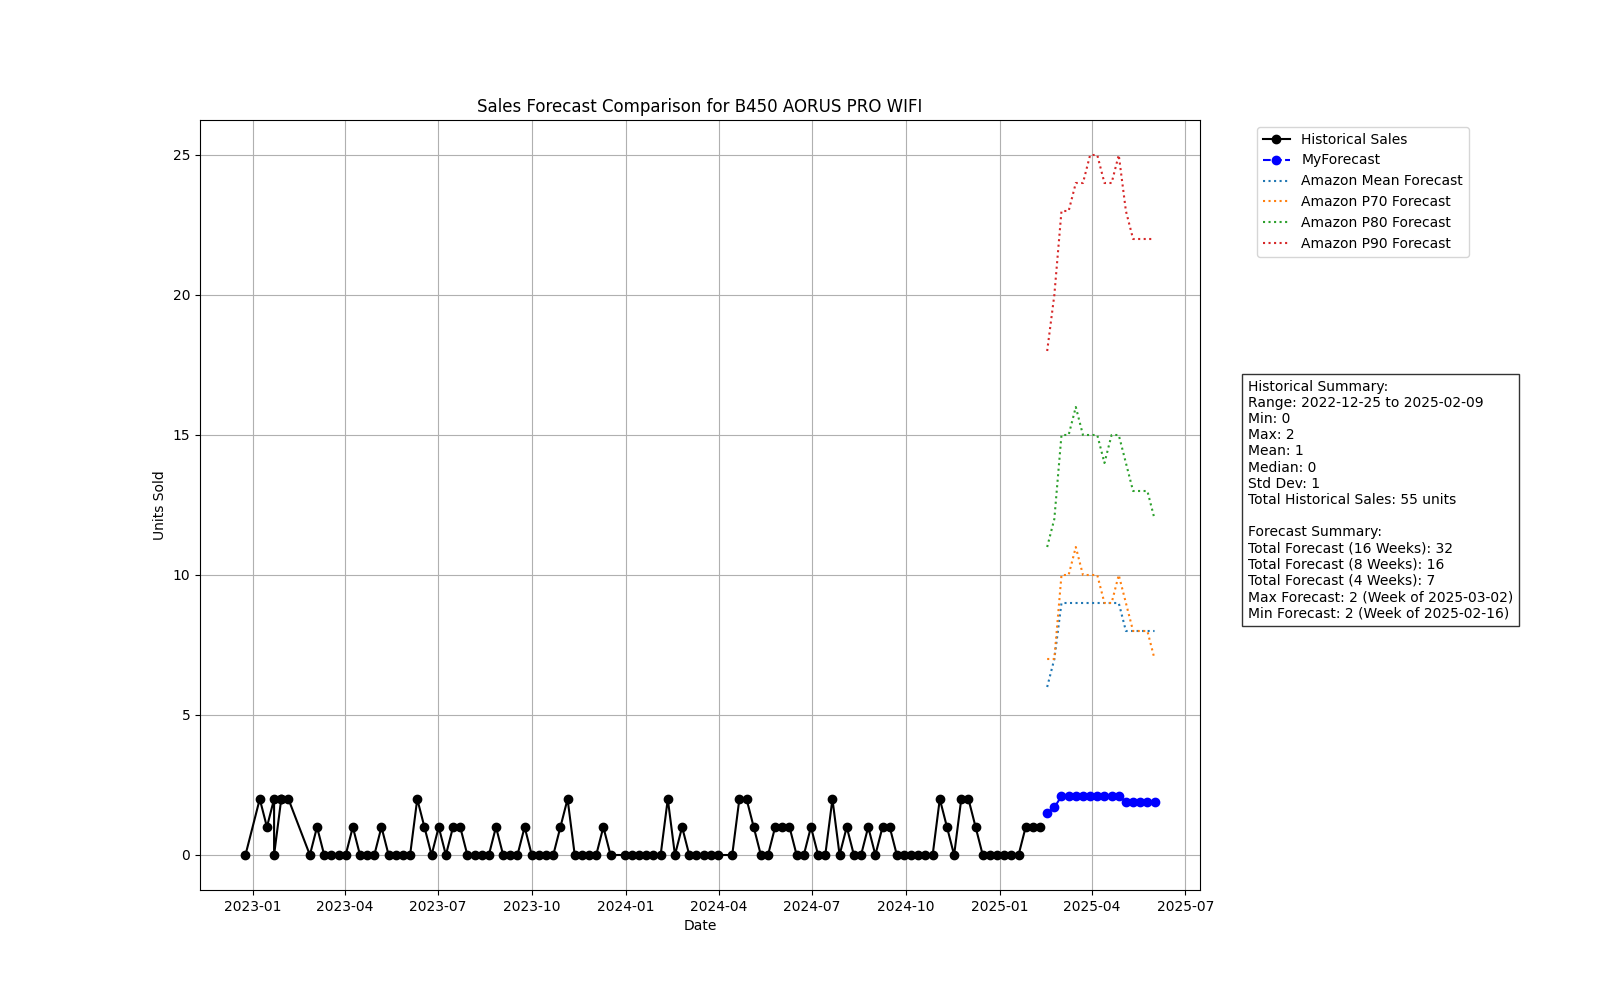 Sales Forecast Comparison for B450 AORUS PRO WIFI
Units Sold
25
20
15
10
5
0
2023-01
2023-04
2023-07
2023-10
2024-01
2024-04
2024-07
2024-10
2025-01
2025-04
2025-07
Date
Historical Sales
MyForecast
Amazon Mean Forecast
Amazon P70 Forecast
Amazon P80 Forecast
Amazon P90 Forecast
Historical Summary:
Range: 2022-12-25 to 2025-02-09
Min: 0
Max: 2
Mean: 1
Median: 0
Std Dev: 1
Total Historical Sales: 55 units
Forecast Summary:
Total Forecast (16 Weeks): 32
Total Forecast (8 Weeks): 16
Total Forecast (4 Weeks): 7
Max Forecast: 2 (Week of 2025-03-02)
Min Forecast: 2 (Week of 2025-02-16)